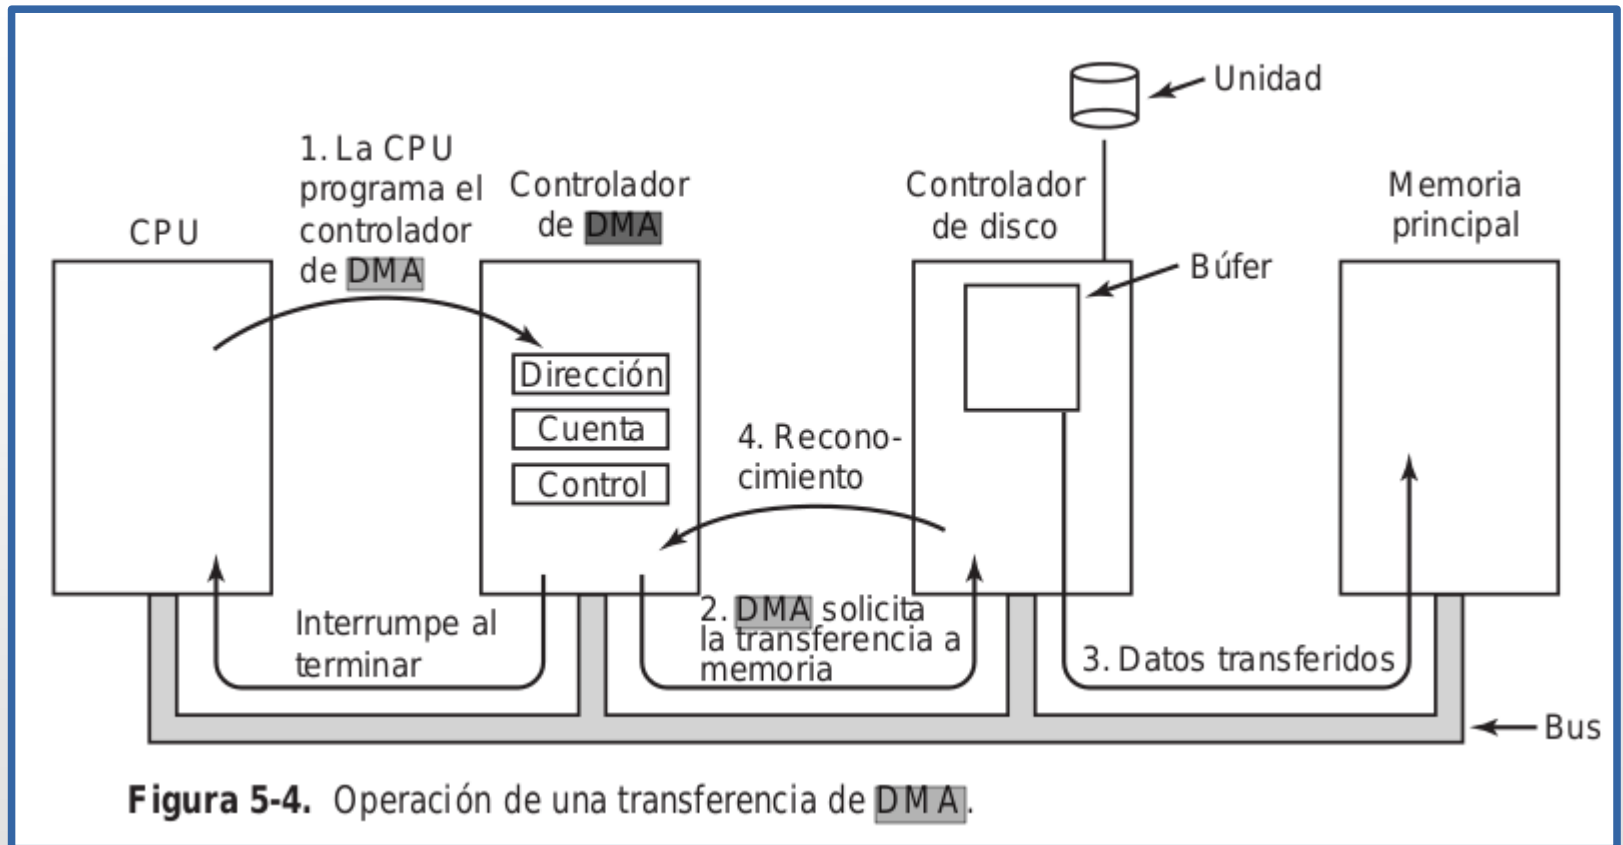 Unidad
1. La CPU
programa el
controlador
de DMA
CPU
Controlador
de DMA
Controlador
de disco
Memoria
principal
Búfer
Dirección
Cuenta
Control
4. Recono-
cimiento
Interrumpe al
terminar
2. DMA solicita
la transferencia a
memoria
3. Datos transferidos
Bus
Figura 5-4. Operación de una transferencia de DMA.